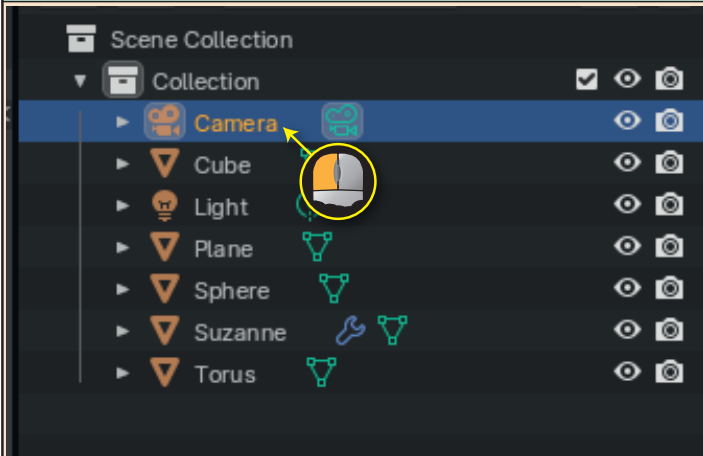 Scene Collection
Collection
Camera
Cube
Light
Plane
Sphere
Suzanne
Torus